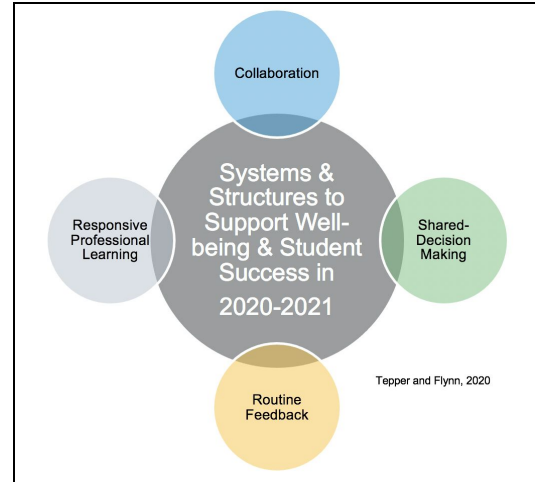 Collaboration
Systems &
Structures to
Support Well-
being & Student
Success in
2020-2021
Responsive
Professional
Learning
Shared-
Decision
Making
Tepper and Flynn, 2020
Routine
Feedback